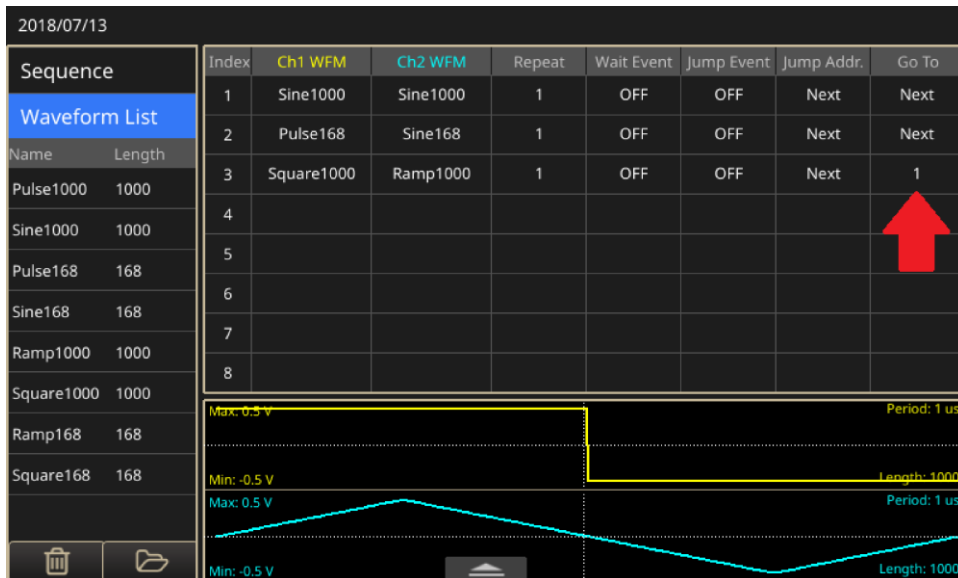 2018/07/13
Sequence
Waveform List
Name Length
Pulse1000 1000
Sine1000 1000
Pulse168 168
Sine168 168
Ramp1000 1000
Square1000 1000
Ramp168 168
Square168 168
Index Ch1 WFM Ch2 WFM Repeat Wait Event Jump Event Jump Addr. Go To
1 Sine1000 Sine1000 1 OFF OFF Next Next
2 Pulse168 Sine168 1 OFF OFF Next Next
3 Square1000 Ramp1000 1 OFF OFF Next 1
4
5
6
7
8
Max: 0.5 V Period: 1 us
Min: -0.5 V Length: 1000
Max: 0.5 V Period: 1 us
Min: -0.5 V Length: 1000